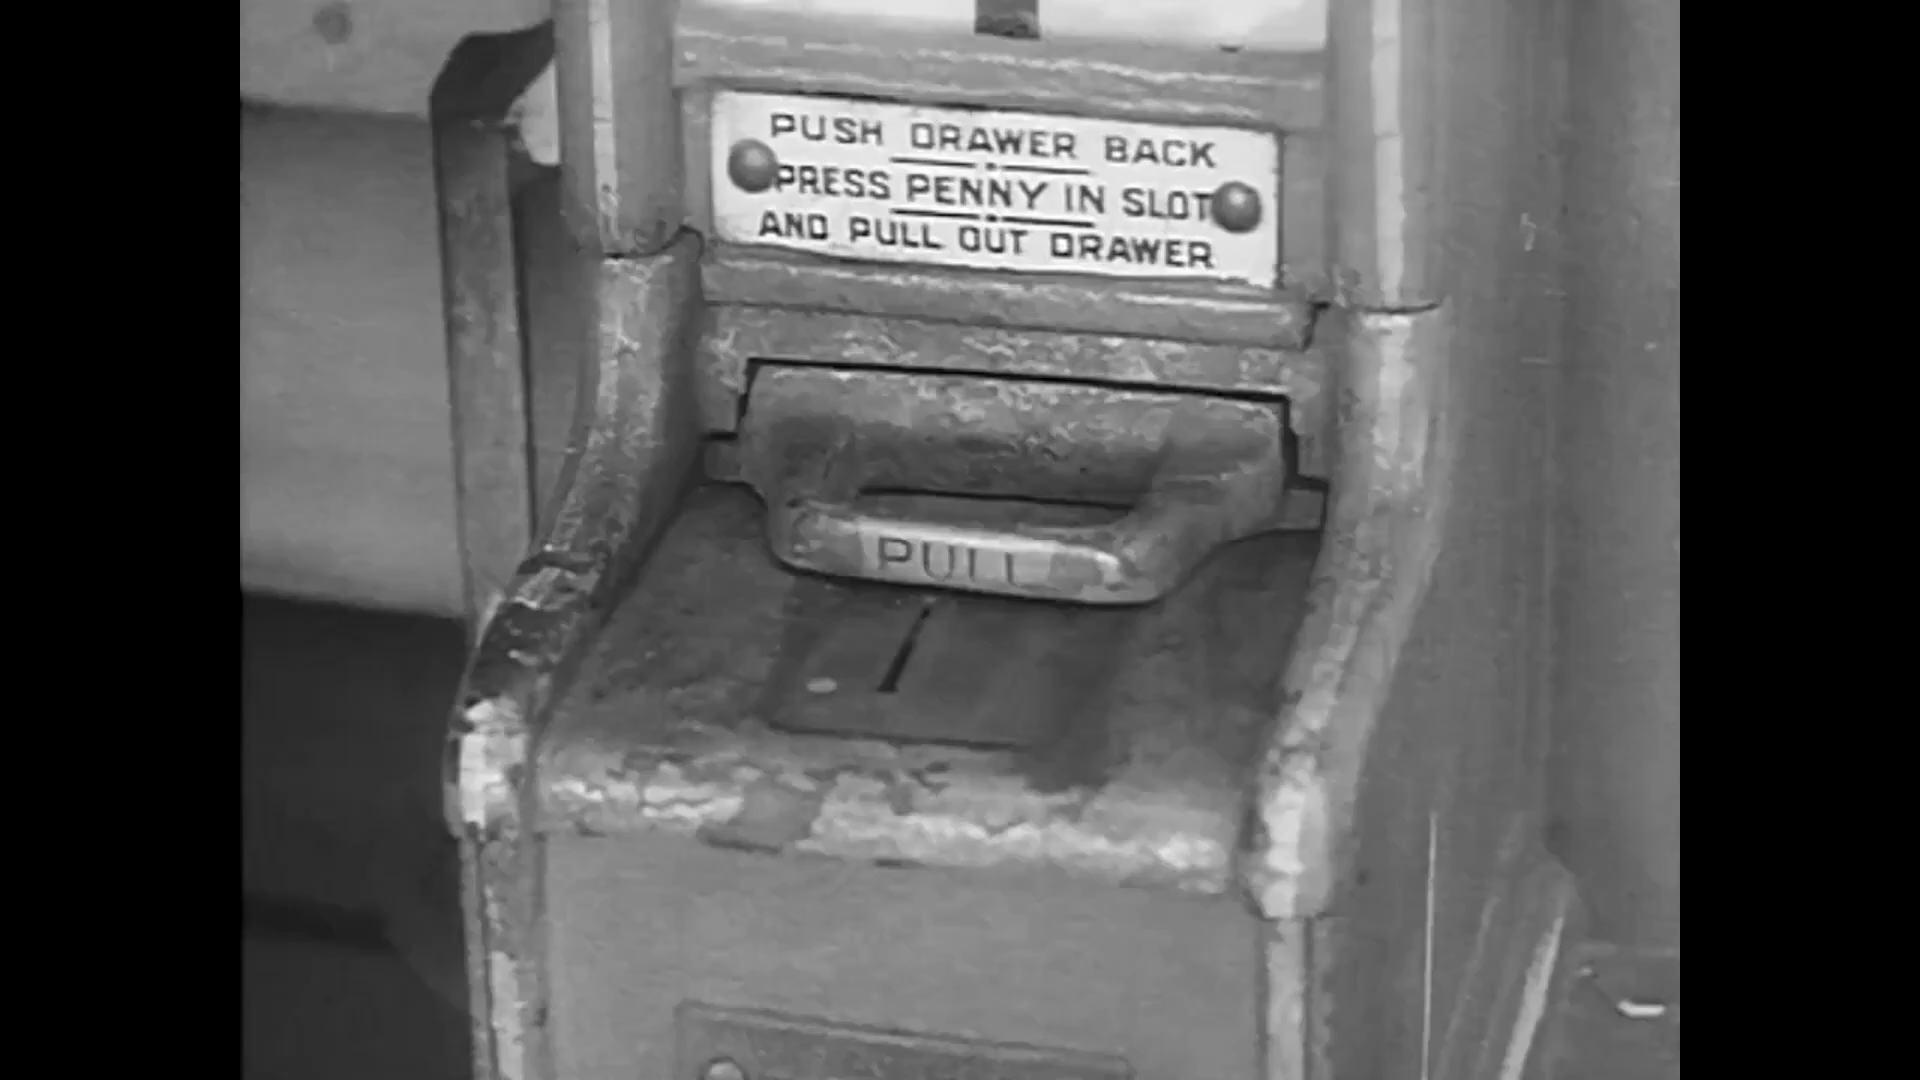 PUSH DRAWER BACK
PRESS PENNY IN SLOT
AND PULL OUT DRAWER
PULL